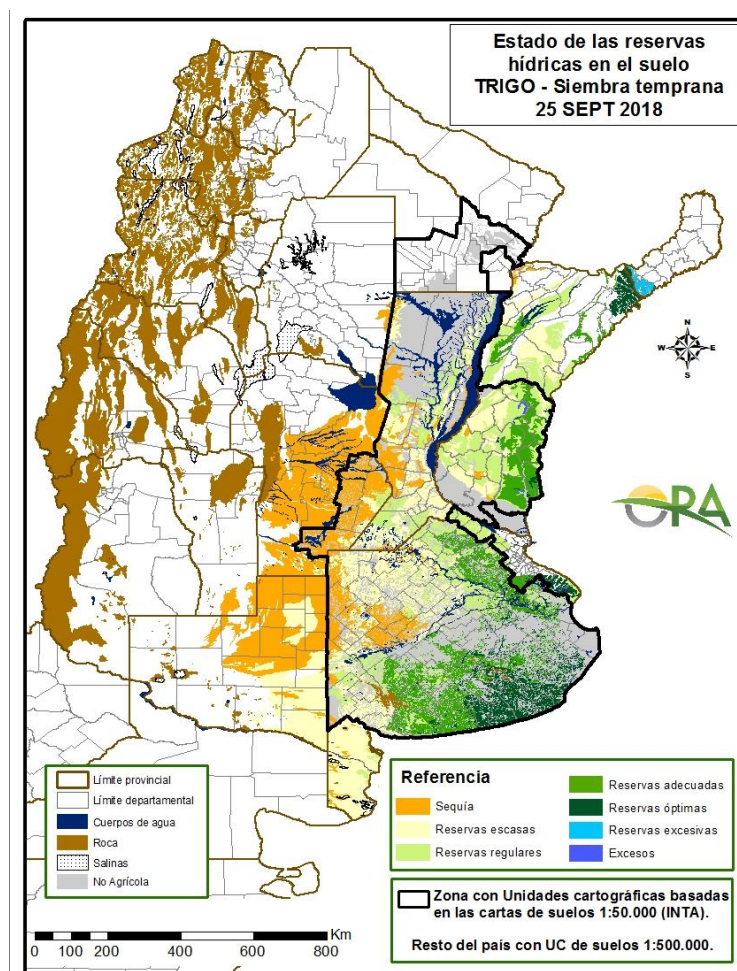 Estado de las reservas
hídricas en el suelo
TRIGO - Siembra temprana
25 SEPT 2018
N
W E
S
ORA
Límite provincial
Límite departamental
Cuerpos de agua
Roca
Salinas
No Agrícola
Referencia
Sequía
Reservas escasas
Reservas regulares
Reservas adecuadas
Reservas óptimas
Reservas excesivas
Excesos
Zona con Unidades cartográficas basadas
en las cartas de suelos 1:50.000 (INTA).
Resto del país con UC de suelos 1:500.000.
Km
0 100 200 400 600 800